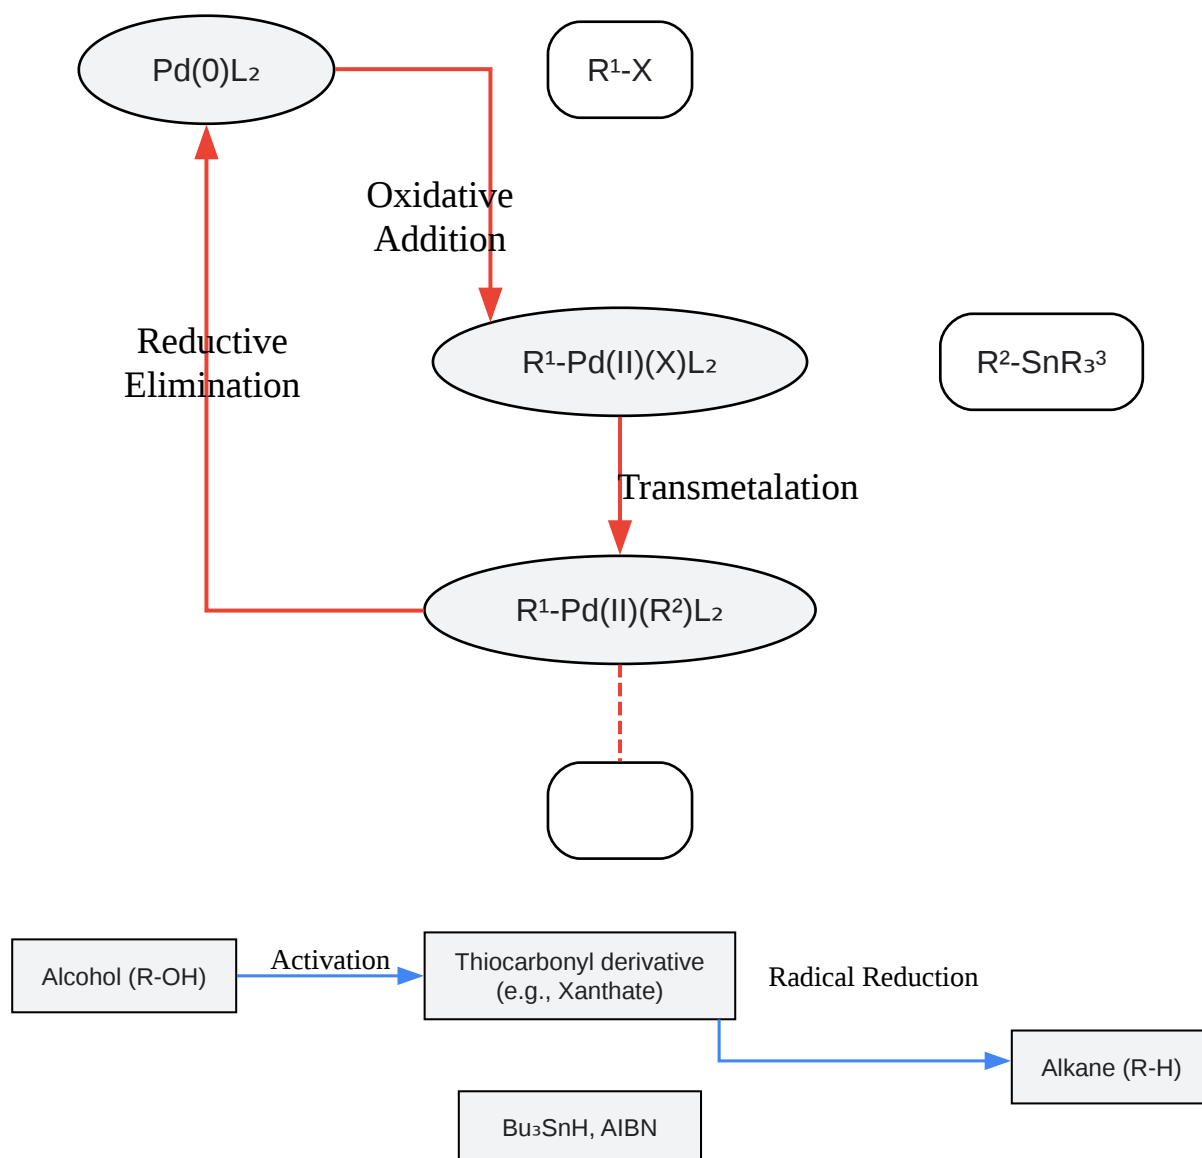 Pd(0)L₂
R¹-X
Oxidative
Addition
Reductive
Elimination
R¹-Pd(II)(X)L₂
R²-SnR₃³
Transmetalation
R¹-Pd(II)(R²)L₂
Alcohol (R-OH)
Activation
Thiocarbonyl derivative
(e.g., Xanthate)
Radical Reduction
Alkane (R-H)
Bu₃SnH, AIBN